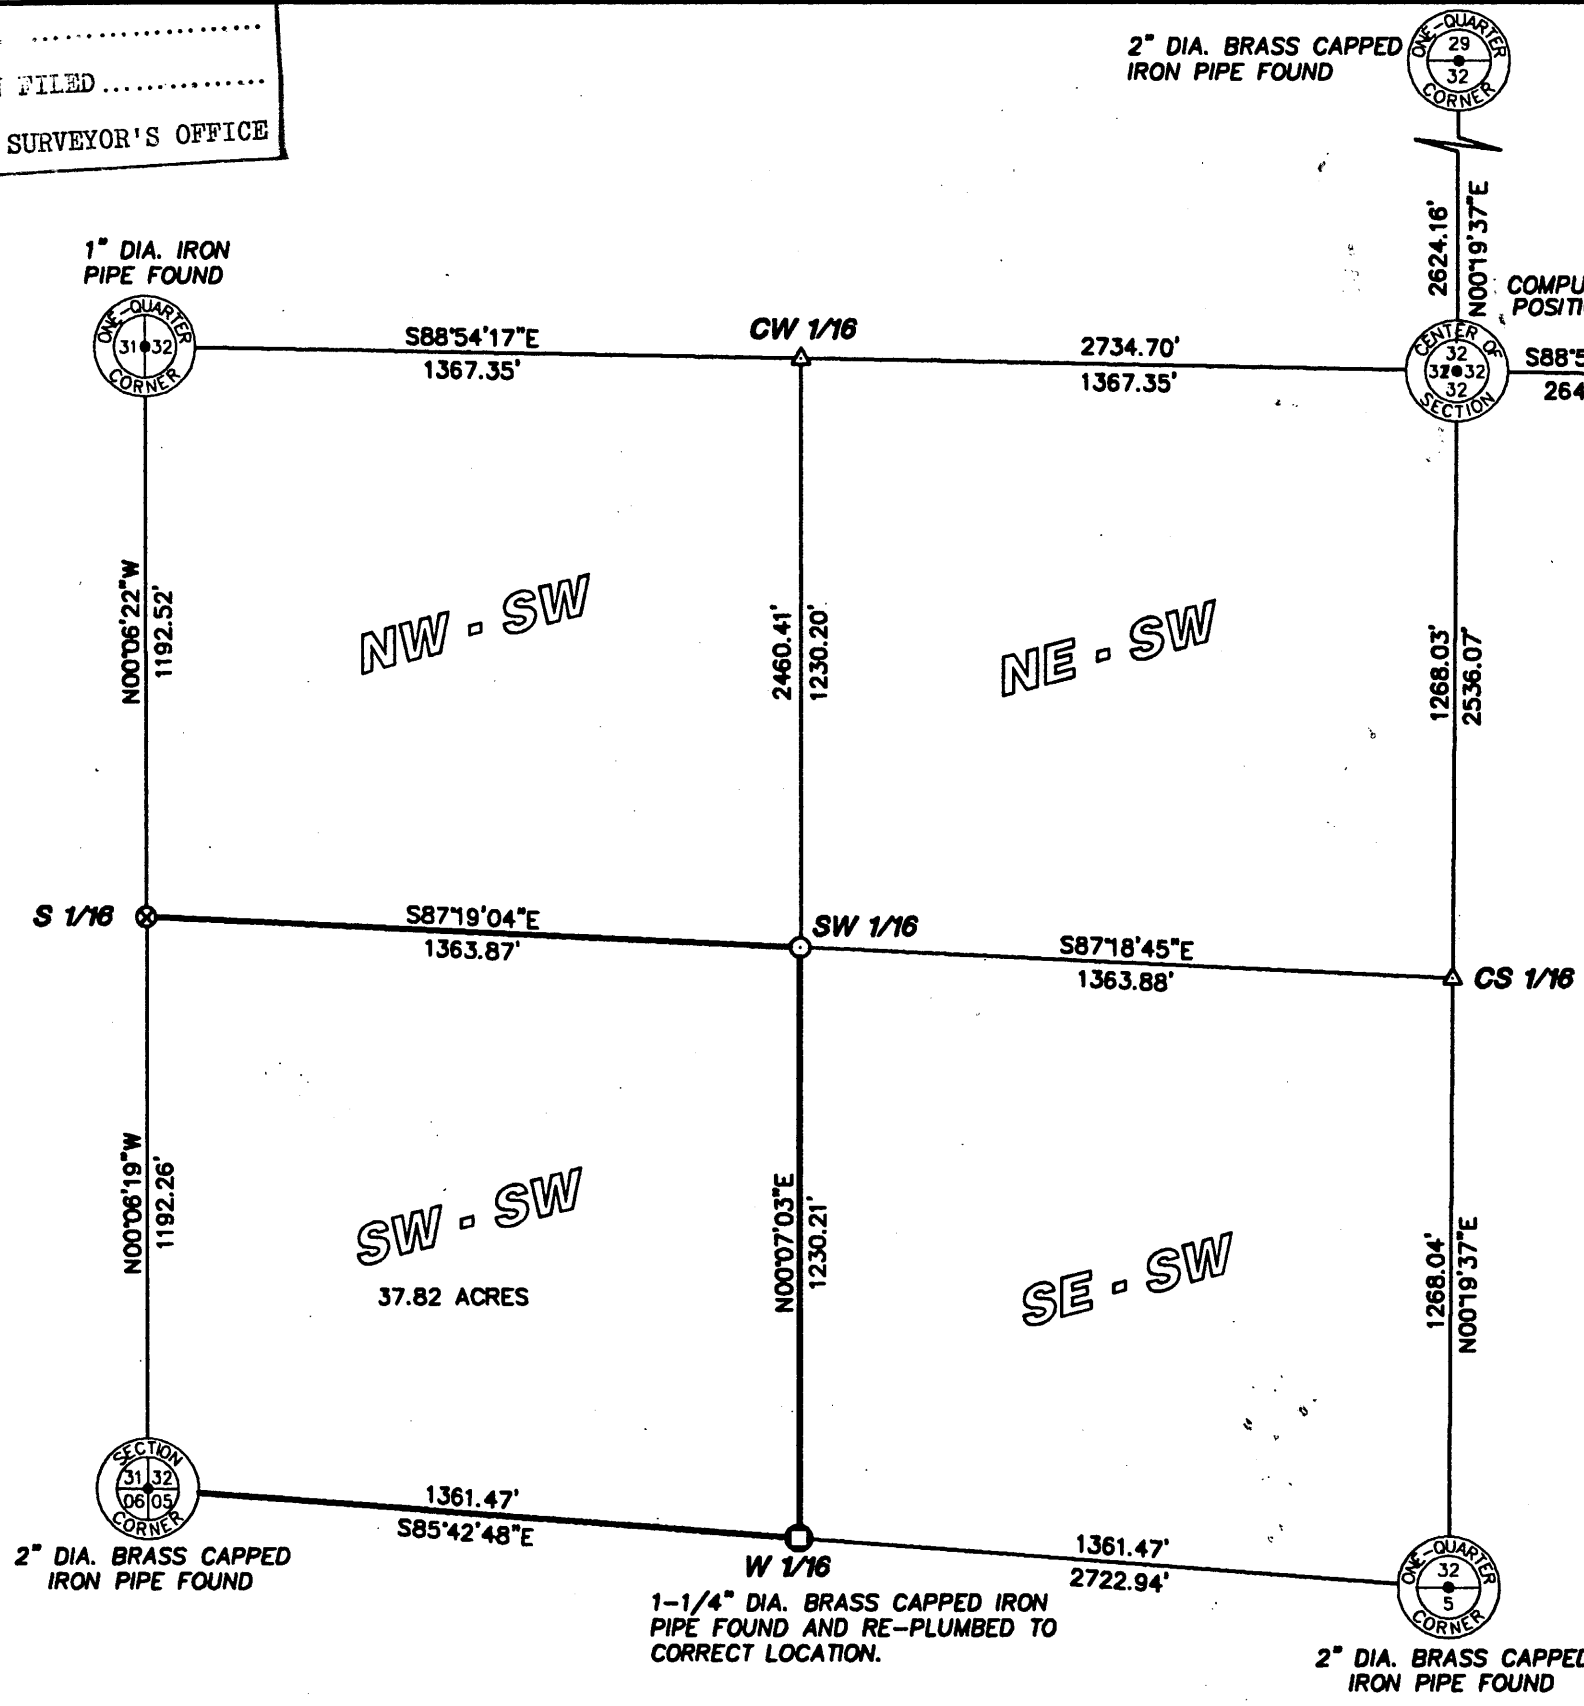 FILED
SURVEYOR'S OFFICE
2" DIA. BRASS CAPPED
IRON PIPE FOUND
ONE-QUARTER
29
32
CORNER
2624.16'
N00°19'37"E
1" DIA. IRON
PIPE FOUND
ONE-QUARTER
31 32
CORNER
S88°54'17"E
1367.35'
CW 1/16
2734.70'
1367.35'
CENTER OF
32
32
32
SECTION
COMPU
POSITI
S88°5
264
N00°06'22"W
1192.52'
NW - SW
2460.41'
1230.20'
NE - SW
1268.03'
2536.07'
S 1/16
S87°19'04"E
1363.87'
SW 1/16
S87°18'45"E
1363.88'
CS 1/16
N00°06'19"W
1192.26'
SW - SW
37.82 ACRES
N00°07'03"E
1230.21'
SE - SW
1268.04'
N00°19'37"E
SECTION
31 32
06 05
CORNER
2" DIA. BRASS CAPPED
IRON PIPE FOUND
1361.47'
S85°42'48"E
W 1/16
1-1/4" DIA. BRASS CAPPED IRON
PIPE FOUND AND RE-PLUMBED TO
CORRECT LOCATION.
1361.47'
2722.94'
ONE-QUARTER
32
5
CORNER
2" DIA. BRASS CAPPED
IRON PIPE FOUND